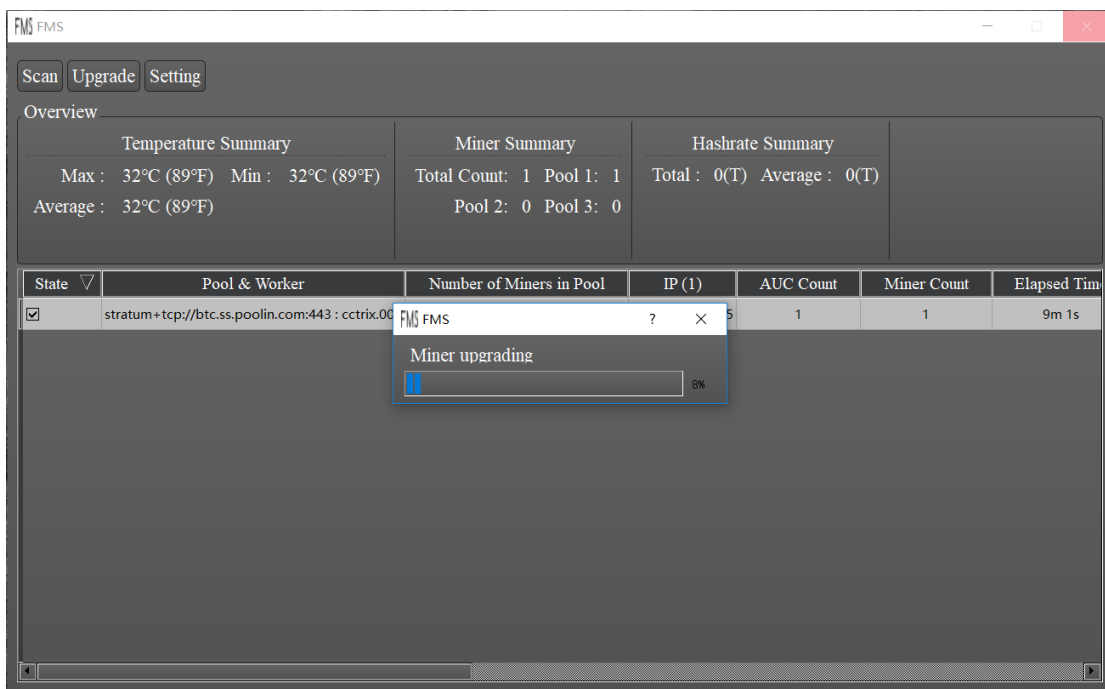 FMS FMS
Scan Upgrade Setting
Overview
Temperature Summary
Max : 32°C (89°F) Min : 32°C (89°F)
Average : 32°C (89°F)
Miner Summary
Total Count: 1 Pool 1: 1
Pool 2: 0 Pool 3: 0
Hashrate Summary
Total : 0(T) Average : 0(T)
State Pool & Worker Number of Miners in Pool IP (1) AUC Count Miner Count Elapsed Tim
stratum+tcp://btc.ss.poolin.com:443 : cctrix.00 5 1 1 9m 1s
FMS FMS ?
Miner upgrading
8%